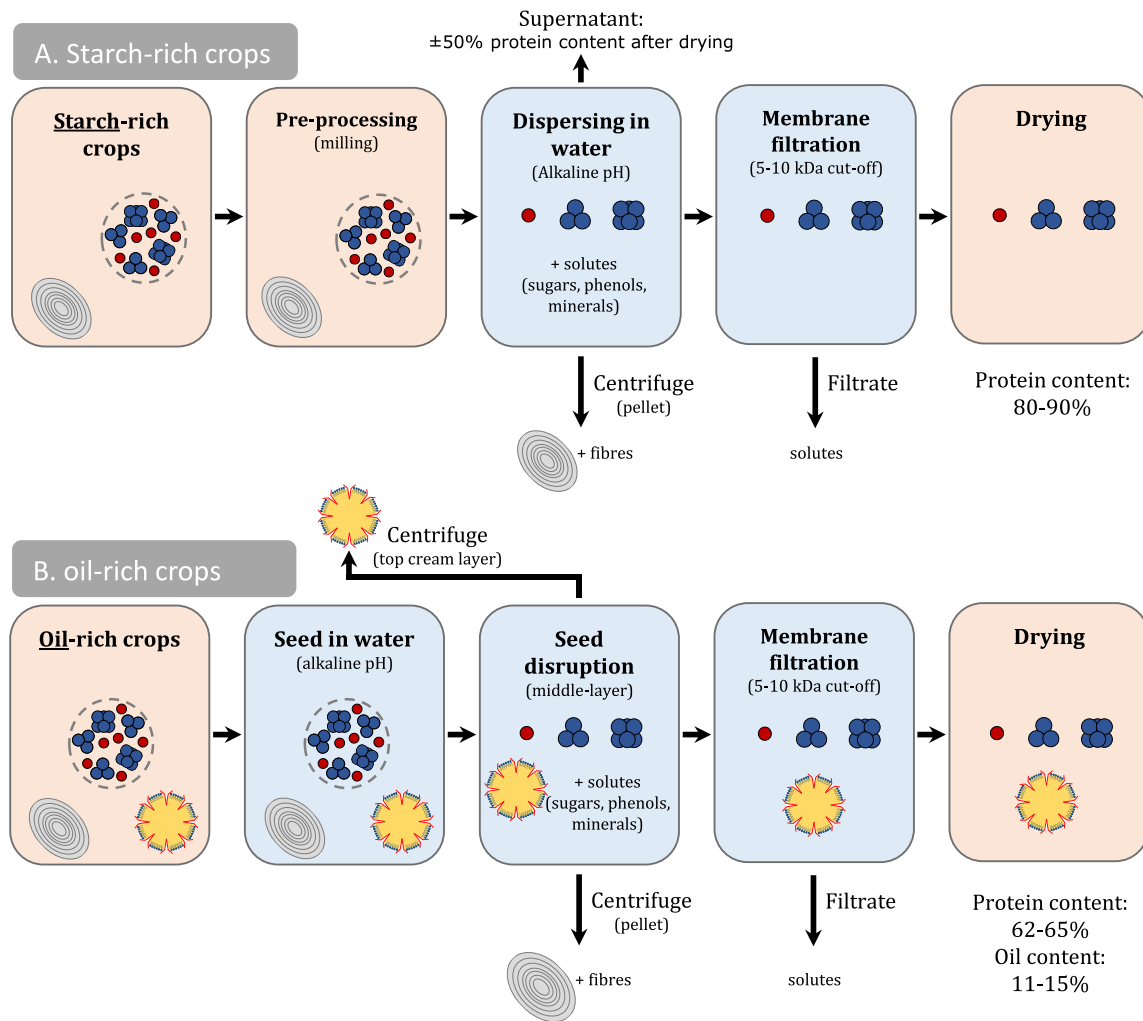 Supernatant:
±50% protein content after drying
A. Starch-rich crops
Starch-rich
crops
Pre-processing
(milling)
Dispersing in
water
(Alkaline pH)
+ solutes
(sugars, phenols,
minerals)
Membrane
filtration
(5-10 kDa cut-off)
Drying
Centrifuge
(pellet)
+ fibres
Filtrate
solutes
Protein content:
80-90%
Centrifuge
(top cream layer)
B. oil-rich crops
Oil-rich crops
Seed in water
(alkaline pH)
Seed
disruption
(middle-layer)
+ solutes
(sugars, phenols,
minerals)
Membrane
filtration
(5-10 kDa cut-off)
Drying
Centrifuge
(pellet)
+ fibres
Filtrate
solutes
Protein content:
62-65%
Oil content:
11-15%